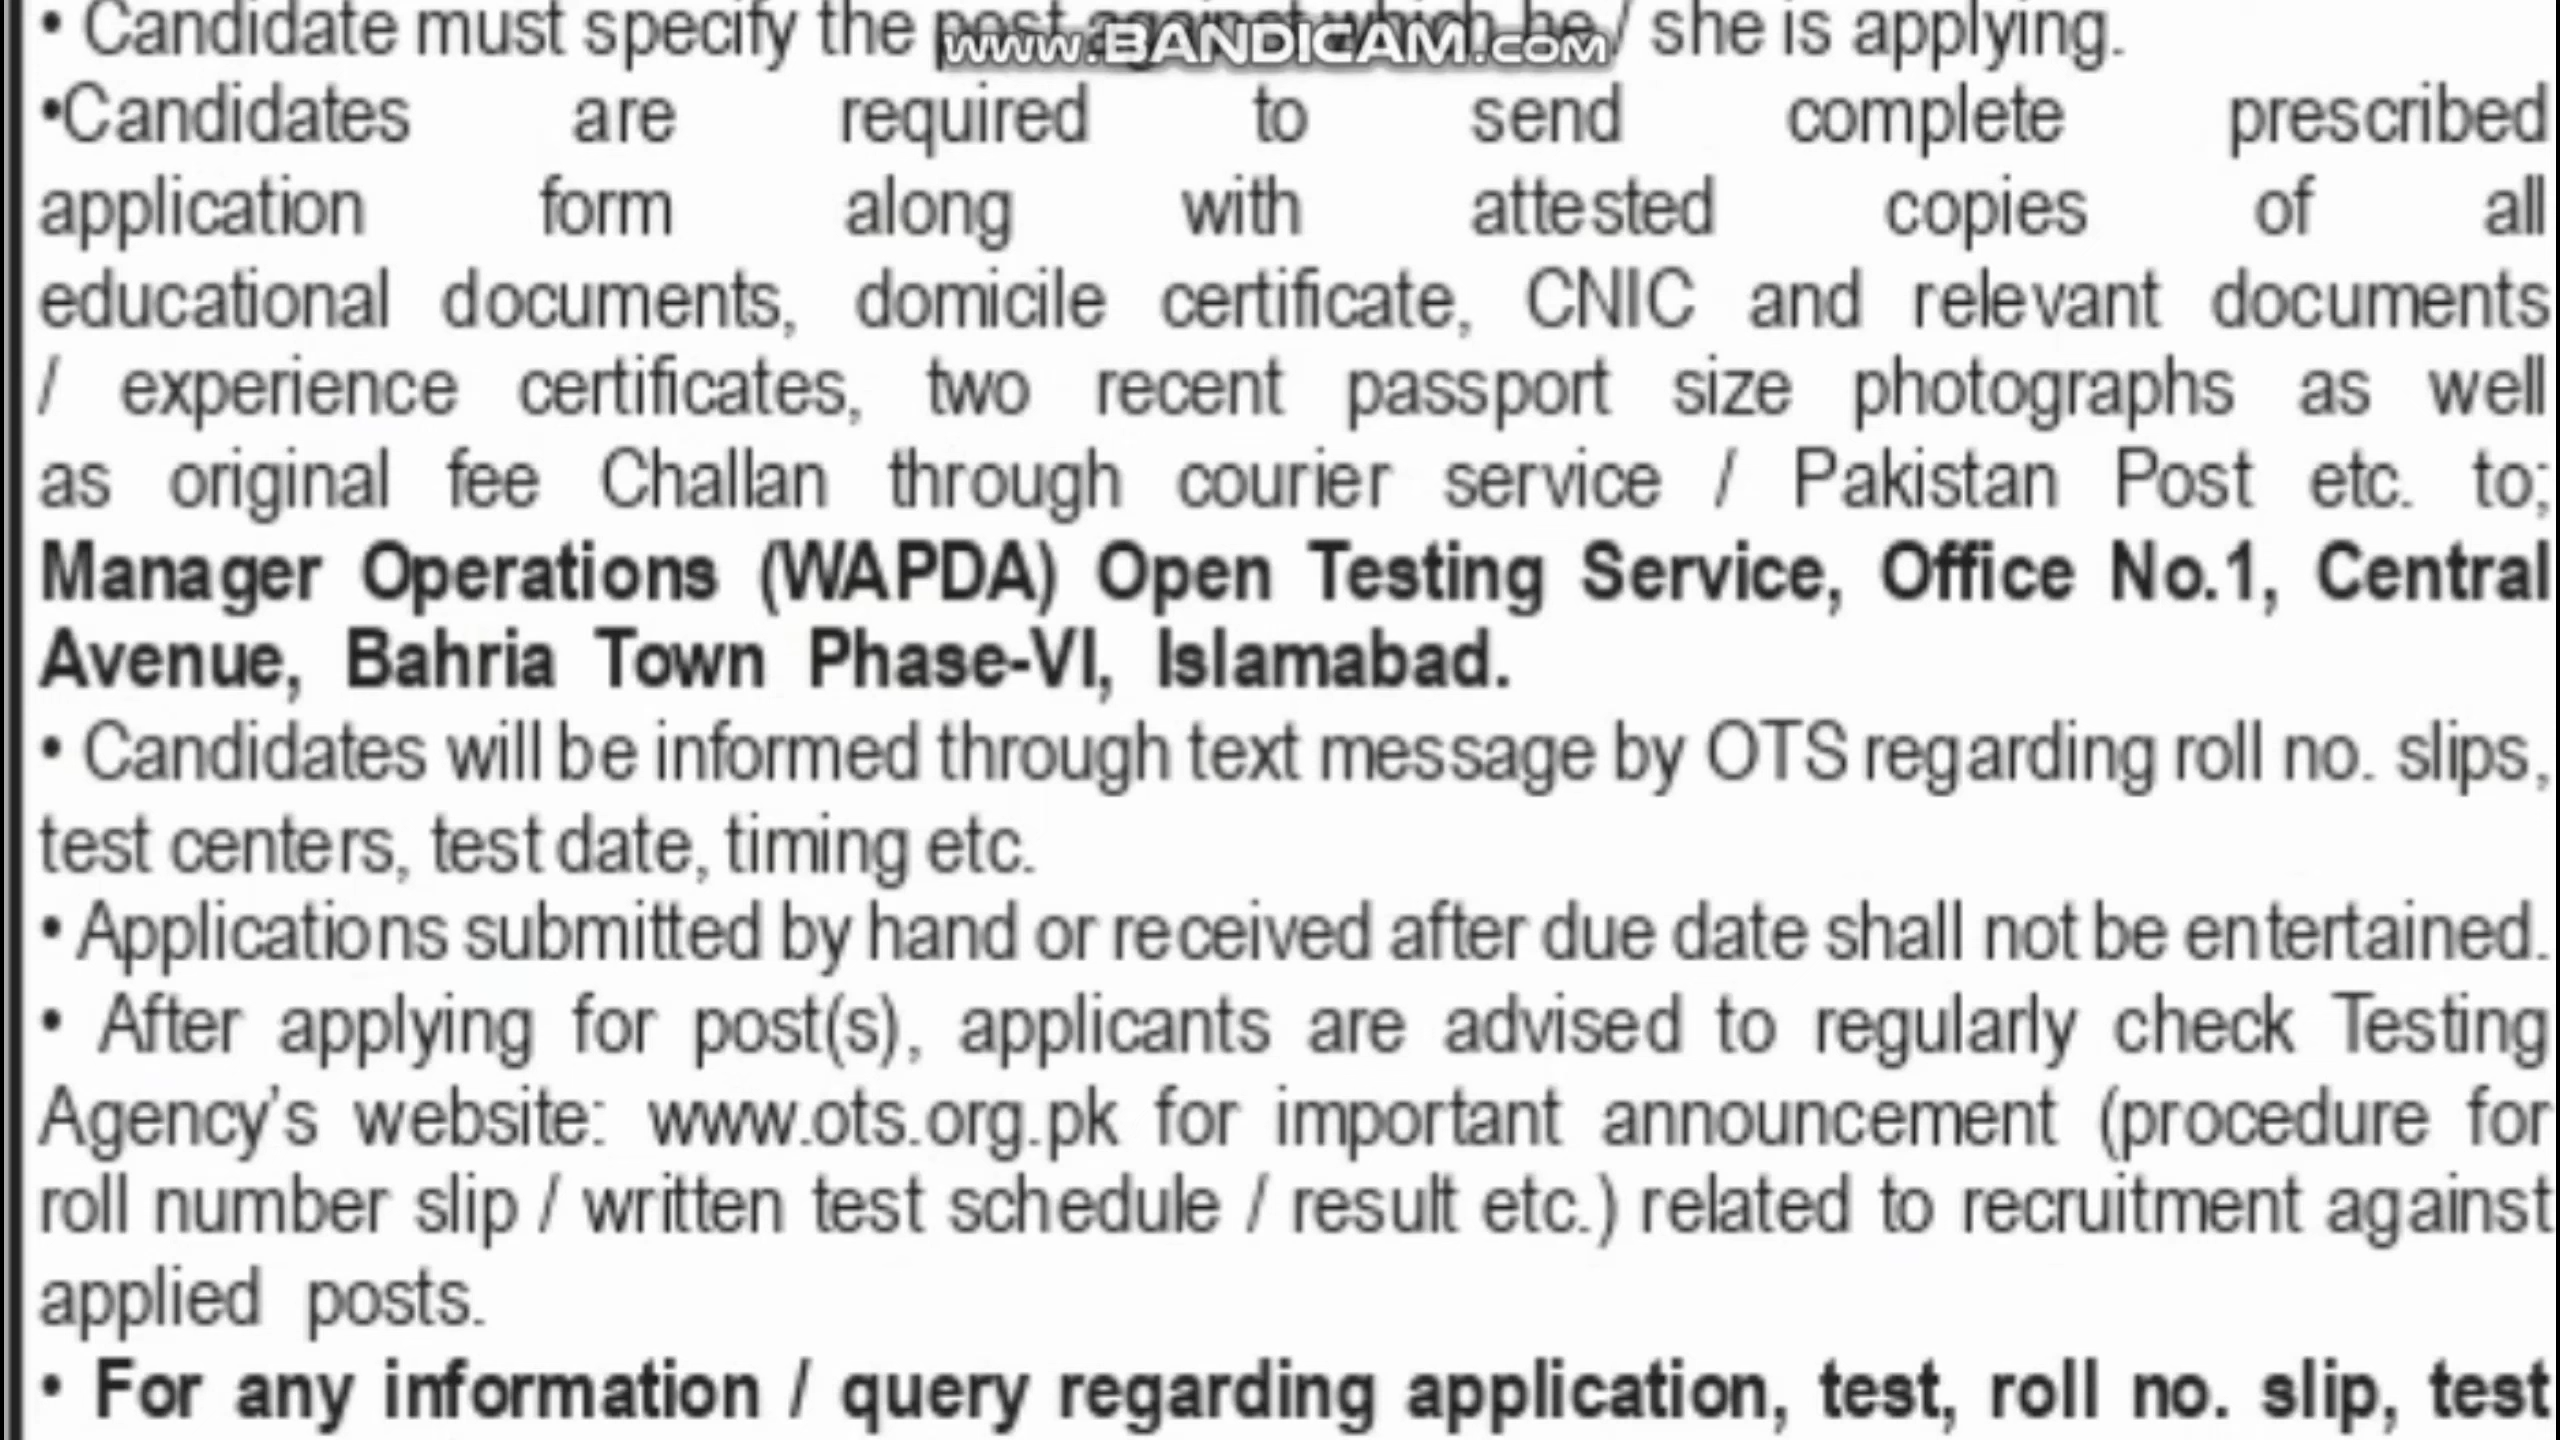 • Candidate must specify the post against which he / she is applying.
www.BANDICAM.com
•Candidates are required to send complete prescribed
application form along with attested copies of all
educational documents, domicile certificate, CNIC and relevant documents
/ experience certificates, two recent passport size photographs as well
as original fee Challan through courier service / Pakistan Post etc. to;
Manager Operations (WAPDA) Open Testing Service, Office No.1, Central
Avenue, Bahria Town Phase-VI, Islamabad.
• Candidates will be informed through text message by OTS regarding roll no. slips,
test centers, test date, timing etc.
• Applications submitted by hand or received after due date shall not be entertained.
• After applying for post(s), applicants are advised to regularly check Testing
Agency’s website: www.ots.org.pk for important announcement (procedure for
roll number slip / written test schedule / result etc.) related to recruitment against
applied posts.
• For any information / query regarding application, test, roll no. slip, test